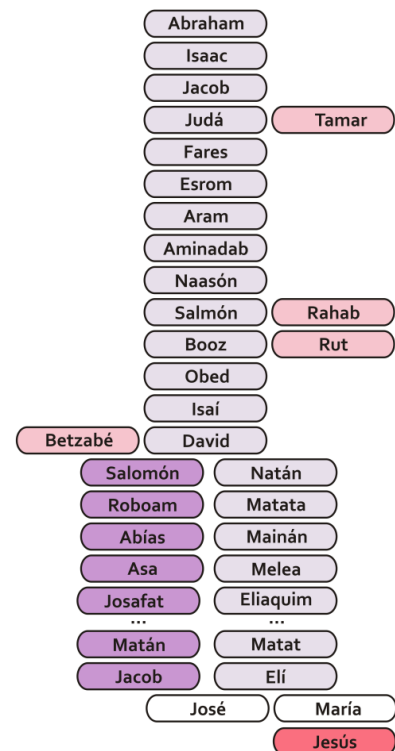 Abraham
Isaac
Jacob
Judá Tamar
Fares
Esrom
Aram
Aminadab
Naasón
Salmón Rahab
Booz Rut
Obed
Isaí
Betzabé David
Salomón Natán
Roboam Matata
Abías Mainán
Asa Melea
Josafat Eliaquim
... ...
Matán Matat
Jacob Elí
José María
Jesús